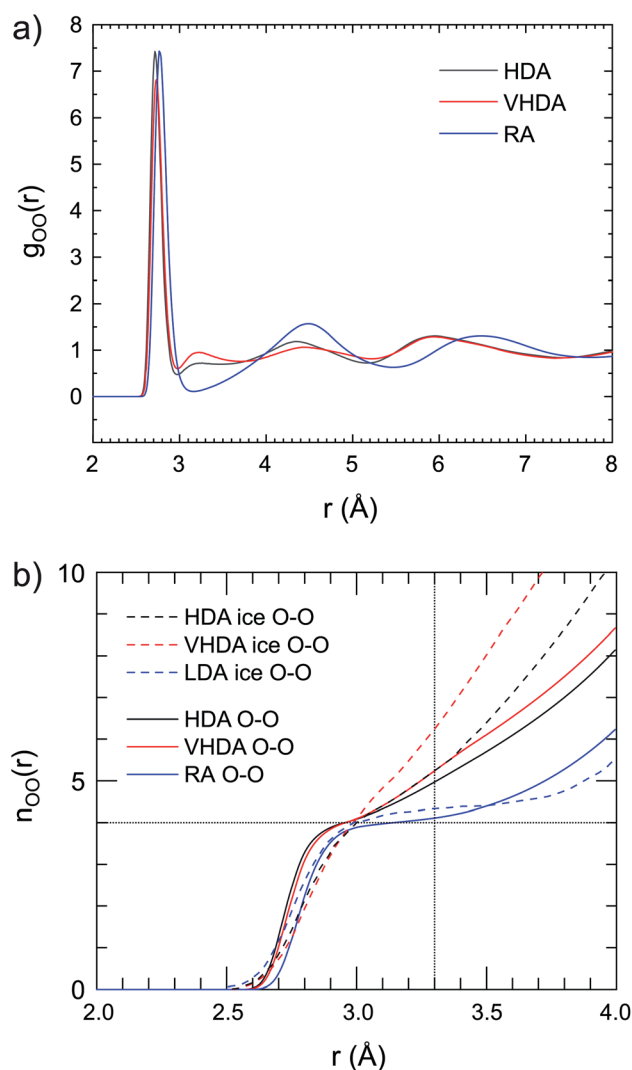 a)
8
7
6
5
4
3
2
1
0
g_OO(r)
HDA
VHDA
RA
2 3 4 5 6 7 8
r (Å)
b)
10
5
0
n_OO(r)
HDA ice O-O
VHDA ice O-O
LDA ice O-O
HDA O-O
VHDA O-O
RA O-O
2.0 2.5 3.0 3.5 4.0
r (Å)